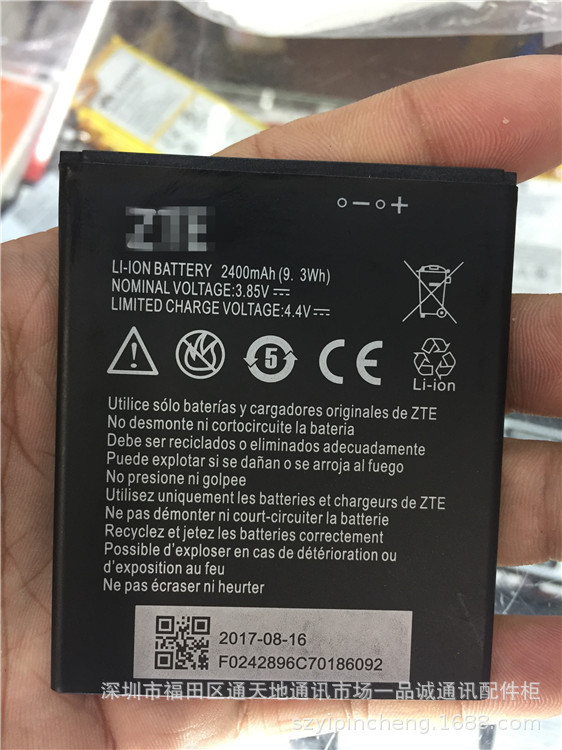 ZTE
LI-ION BATTERY 2400mAh (9. 3Wh)
NOMINAL VOLTAGE:3.85V
LIMITED CHARGE VOLTAGE:4.4V
5
CE
Li-ion
Utilice sólo baterías y cargadores originales de ZTE
No desmonte ni cortocircuite la bateria
Debe ser reciclados o eliminados adecuadamente
Puede explotar si se dañan o se arroja al fuego
No presione ni golpee
Utilisez uniquement les batteries et chargeurs de ZTE
Ne pas démonter ni court-circuiter la batterie
Recyclez et jetez les batteries correctement
Possible d'exploser en cas de détérioration ou
d'exposition au feu
Ne pas écraser ni heurter
2017-08-16
F0242896C70186092
深圳市福田区通天地通讯市场一品诚通讯配件柜
szyipincheng.1688.com